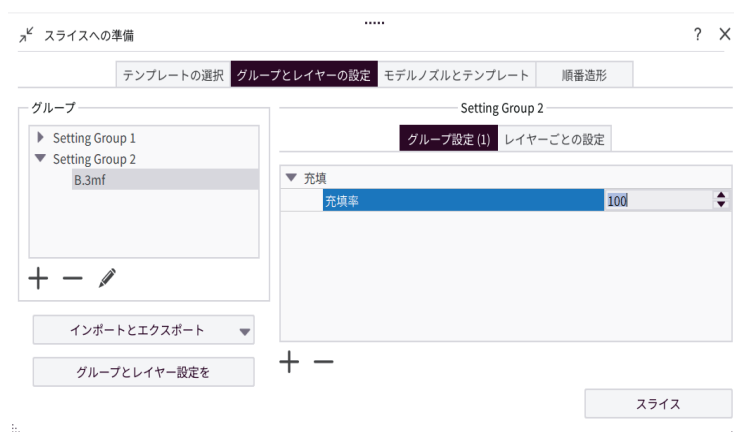 スライスへの準備
?
テンプレートの選択 グループとレイヤーの設定 モデルノズルとテンプレート 順番造形
グループ
Setting Group 1
Setting Group 2
B.3mf
インポートとエクスポート
グループとレイヤー設定を
Setting Group 2
グループ設定 (1) レイヤーごとの設定
充填
充填率 100
スライス